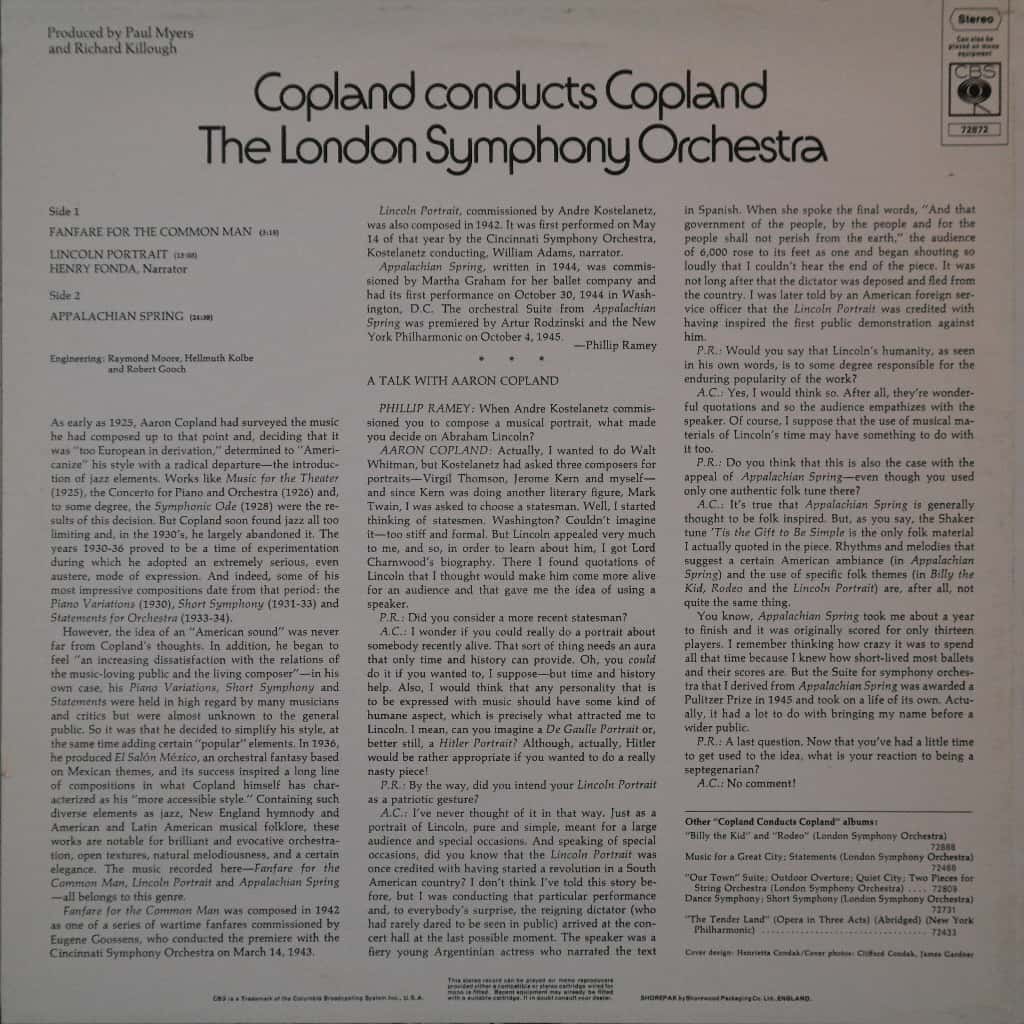 Produced by Paul Myers
and Richard Killough
Stereo
Can also be
played on mono
equipment
CBS
72872
Copland conducts Copland
The London Symphony Orchestra
Side 1
FANFARE FOR THE COMMON MAN
LINCOLN PORTRAIT
HENRY FONDA, Narrator
Side 2
APPALACHIAN SPRING
Engineering: Raymond Moore, Hellmuth Kolbe
and Robert Gooch
As early as 1925, Aaron Copland had surveyed the music
he had composed up to that point and, deciding that it
was "too European in derivation," determined to "Ameri-
canize" his style with a radical departure—the introduc-
tion of jazz elements. Works like Music for the Theater
(1925), the Concerto for Piano and Orchestra (1926) and,
to some degree, the Symphonic Ode (1928) were the re-
sults of this decision. But Copland soon found jazz all too
limiting and, in the 1930's, he largely abandoned it. The
years 1930-36 proved to be a time of experimentation
during which he adopted an extremely serious, even
austere, mode of expression. And indeed, some of his
most impressive compositions date from that period: the
Piano Variations (1930), Short Symphony (1931-33) and
Statements for Orchestra (1933-34).
However, the idea of an "American sound" was never
far from Copland's thoughts. In addition, he began to
feel "an increasing dissatisfaction with the relations of
the music-loving public and the living composer"—in his
own case, his Piano Variations, Short Symphony and
Statements were held in high regard by many musicians
and critics but were almost unknown to the general
public. So it was that he decided to simplify his style, at
the same time adding certain "popular" elements. In 1936,
he produced El Salón México, an orchestral fantasy based
on Mexican themes, and its success inspired a long line
of compositions in what Copland himself has char-
acterized as his "more accessible style." Containing such
diverse elements as jazz, New England hymnody and
American and Latin American musical folklore, these
works are notable for brilliant and evocative orchestra-
tion, open textures, natural melodiousness, and a certain
elegance. The music recorded here—Fanfare for the
Common Man, Lincoln Portrait and Appalachian Spring
—all belongs to this genre.
Fanfare for the Common Man was composed in 1942
as one of a series of wartime fanfares commissioned by
Eugene Goossens, who conducted the premiere with the
Cincinnati Symphony Orchestra on March 14, 1943.
Lincoln Portrait, commissioned by Andre Kostelanetz,
was also composed in 1942. It was first performed on May
14 of that year by the Cincinnati Symphony Orchestra,
Kostelanetz conducting, William Adams, narrator.
Appalachian Spring, written in 1944, was commis-
sioned by Martha Graham for her ballet company and
had its first performance on October 30, 1944 in Wash-
ington, D.C. The orchestral Suite from Appalachian
Spring was premiered by Artur Rodzinski and the New
York Philharmonic on October 4, 1945.
—Phillip Ramey
* * *
A TALK WITH AARON COPLAND
PHILLIP RAMEY: When Andre Kostelanetz commis-
sioned you to compose a musical portrait, what made
you decide on Abraham Lincoln?
AARON COPLAND: Actually, I wanted to do Walt
Whitman, but Kostelanetz had asked three composers for
portraits—Virgil Thomson, Jerome Kern and myself—
and since Kern was doing another literary figure, Mark
Twain, I was asked to choose a statesman. Well, I started
thinking of statesmen. Washington? Couldn't imagine
it—too stiff and formal. But Lincoln appealed very much
to me, and so, in order to learn about him, I got Lord
Charnwood's biography. There I found quotations of
Lincoln that I thought would make him come more alive
for an audience and that gave me the idea of using a
speaker.
P.R.: Did you consider a more recent statesman?
A.C.: I wonder if you could really do a portrait about
somebody recently alive. That sort of thing needs an aura
that only time and history can provide. Oh, you could
do it if you wanted to, I suppose—but time and history
help. Also, I would think that any personality that is
to be expressed with music should have some kind of
humane aspect, which is precisely what attracted me to
Lincoln. I mean, can you imagine a De Gaulle Portrait or,
better still, a Hitler Portrait? Although, actually, Hitler
would be rather appropriate if you wanted to do a really
nasty piece!
P.R.: By the way, did you intend your Lincoln Portrait
as a patriotic gesture?
A.C.: I've never thought of it in that way. Just as a
portrait of Lincoln, pure and simple, meant for a large
audience and special occasions. And speaking of special
occasions, did you know that the Lincoln Portrait was
once credited with having started a revolution in a South
American country? I don't think I've told this story be-
fore, but I was conducting that particular performance
and, to everybody's surprise, the reigning dictator (who
had rarely dared to be seen in public) arrived at the con-
cert hall at the last possible moment. The speaker was a
fiery young Argentinian actress who narrated the text
in Spanish. When she spoke the final words, "And that
government of the people, by the people and for the
people shall not perish from the earth," the audience
of 6,000 rose to its feet as one and began shouting so
loudly that I couldn't hear the end of the piece. It was
not long after that the dictator was deposed and fled from
the country. I was later told by an American foreign ser-
vice officer that the Lincoln Portrait was credited with
having inspired the first public demonstration against
him.
P.R.: Would you say that Lincoln's humanity, as seen
in his own words, is to some degree responsible for the
enduring popularity of the work?
A.C.: Yes, I would think so. After all, they're wonder-
ful quotations and so the audience empathizes with the
speaker. Of course, I suppose that the use of musical ma-
terials of Lincoln's time may have something to do with
it too.
P.R.: Do you think that this is also the case with the
appeal of Appalachian Spring—even though you used
only one authentic folk tune there?
A.C.: It's true that Appalachian Spring is generally
thought to be folk inspired. But, as you say, the Shaker
tune 'Tis the Gift to Be Simple is the only folk material
I actually quoted in the piece. Rhythms and melodies that
suggest a certain American ambiance (in Appalachian
Spring) and the use of specific folk themes (in Billy the
Kid, Rodeo and the Lincoln Portrait) are, after all, not
quite the same thing.
You know, Appalachian Spring took me about a year
to finish and it was originally scored for only thirteen
players. I remember thinking how crazy it was to spend
all that time because I knew how short-lived most ballets
and their scores are. But the Suite for symphony orches-
tra that I derived from Appalachian Spring was awarded a
Pulitzer Prize in 1945 and took on a life of its own. Actu-
ally, it had a lot to do with bringing my name before a
wider public.
P.R.: A last question. Now that you've had a little time
to get used to the idea, what is your reaction to being a
septegenarian?
A.C.: No comment!
Other "Copland Conducts Copland" albums:
"Billy the Kid" and "Rodeo" (London Symphony Orchestra)
72888
Music for a Great City; Statements (London Symphony Orchestra)
"Our Town" Suite; Outdoor Overture; Quiet City; Two Pieces for
String Orchestra (London Symphony Orchestra) .... 72809
Dance Symphony; Short Symphony (London Symphony Orchestra)
72731
"The Tender Land" (Opera in Three Acts) (Abridged) (New York
Philharmonic) .............................. 72433
Cover design: Henrietta Condak/Cover photos: Clifford Condak, James Gardner
CBS is a Trademark of the Columbia Broadcasting System Inc., U.S.A.
This stereo record can be played on mono reproducers
provided either a compatible or stereo cartridge wired for
mono is fitted. Recent equipment may already be fitted
with a suitable cartridge. If in doubt consult your dealer.
SHOREPAK by Shorewood Packaging Co. Ltd. ENGLAND.